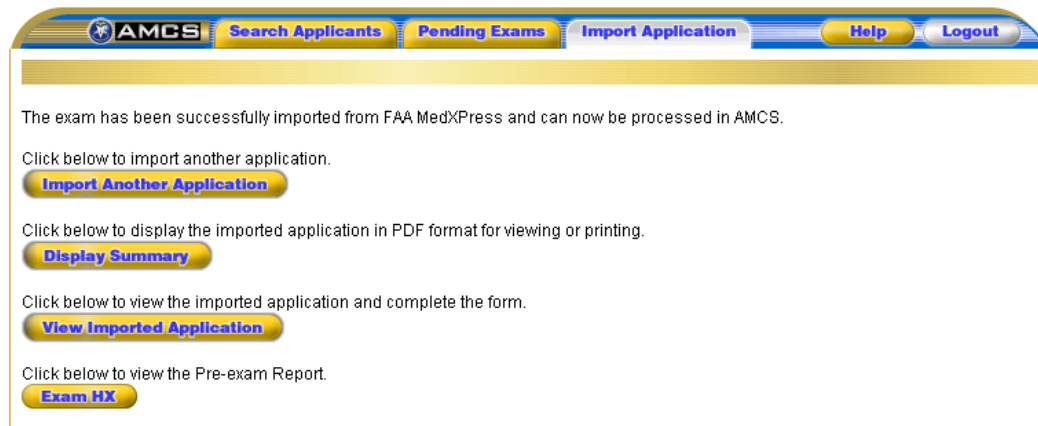 AMCS Search Applicants Pending Exams Import Application Help Logout
The exam has been successfully imported from FAA MedXPress and can now be processed in AMCS.
Click below to import another application.
Import Another Application
Click below to display the imported application in PDF format for viewing or printing.
Display Summary
Click below to view the imported application and complete the form.
View Imported Application
Click below to view the Pre-exam Report.
Exam HX